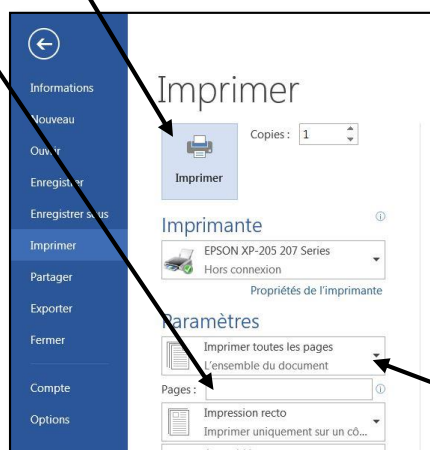 Informations
Nouveau
Ouvrir
Enregistrer
Enregistrer sous
Imprimer
Partager
Exporter
Fermer
Compte
Options
Imprimer
Copies : 1
Imprimer
Imprimante
EPSON XP-205 207 Series
Hors connexion
Propriétés de l'imprimante
Paramètres
Imprimer toutes les pages
L'ensemble du document
Pages :
Impression recto
Imprimer uniquement sur un cô...